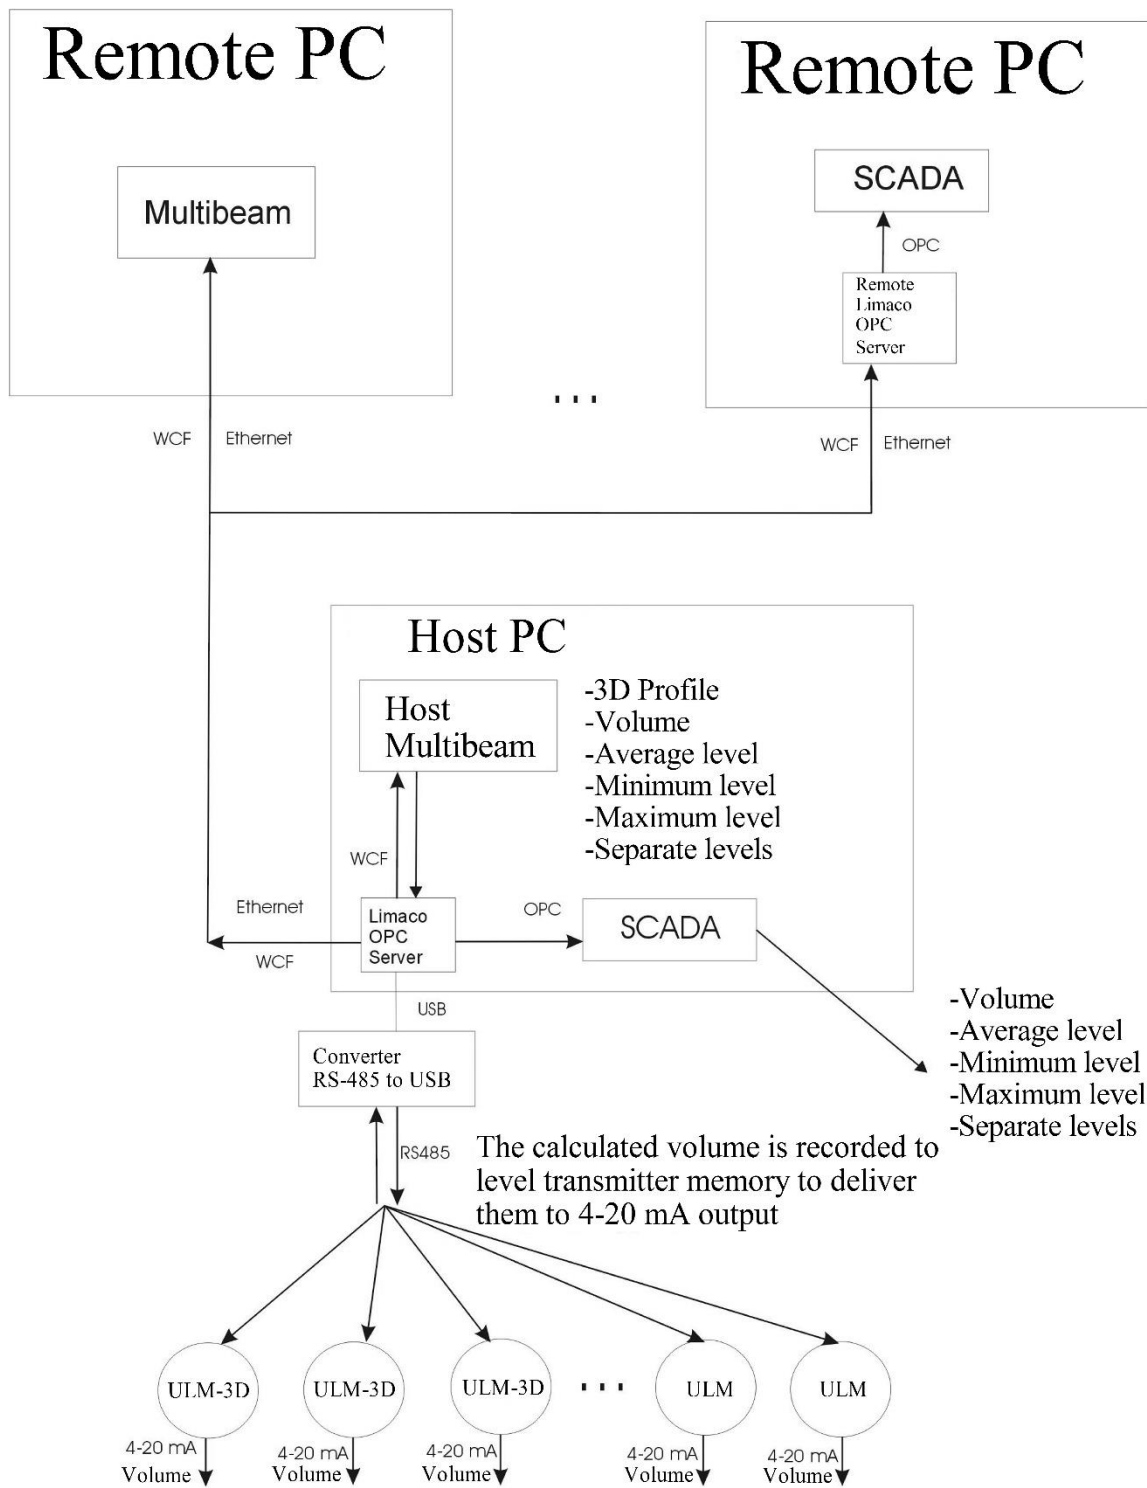 Remote PC
Remote PC
Multibeam
SCADA
OPC
Remote
Limaco
OPC
Server
...
WCF Ethernet
WCF Ethernet
Host PC
Host
Multibeam
-3D Profile
-Volume
-Average level
-Minimum level
-Maximum level
-Separate levels
WCF
Ethernet
WCF
Limaco
OPC
Server
OPC
SCADA
-Volume
-Average level
-Minimum level
-Maximum level
-Separate levels
USB
Converter
RS-485 to USB
RS485
The calculated volume is recorded to
level transmitter memory to deliver
them to 4-20 mA output
ULM-3D
ULM-3D
ULM-3D
...
ULM
ULM
4-20 mA
Volume
4-20 mA
Volume
4-20 mA
Volume
4-20 mA
Volume
4-20 mA
Volume